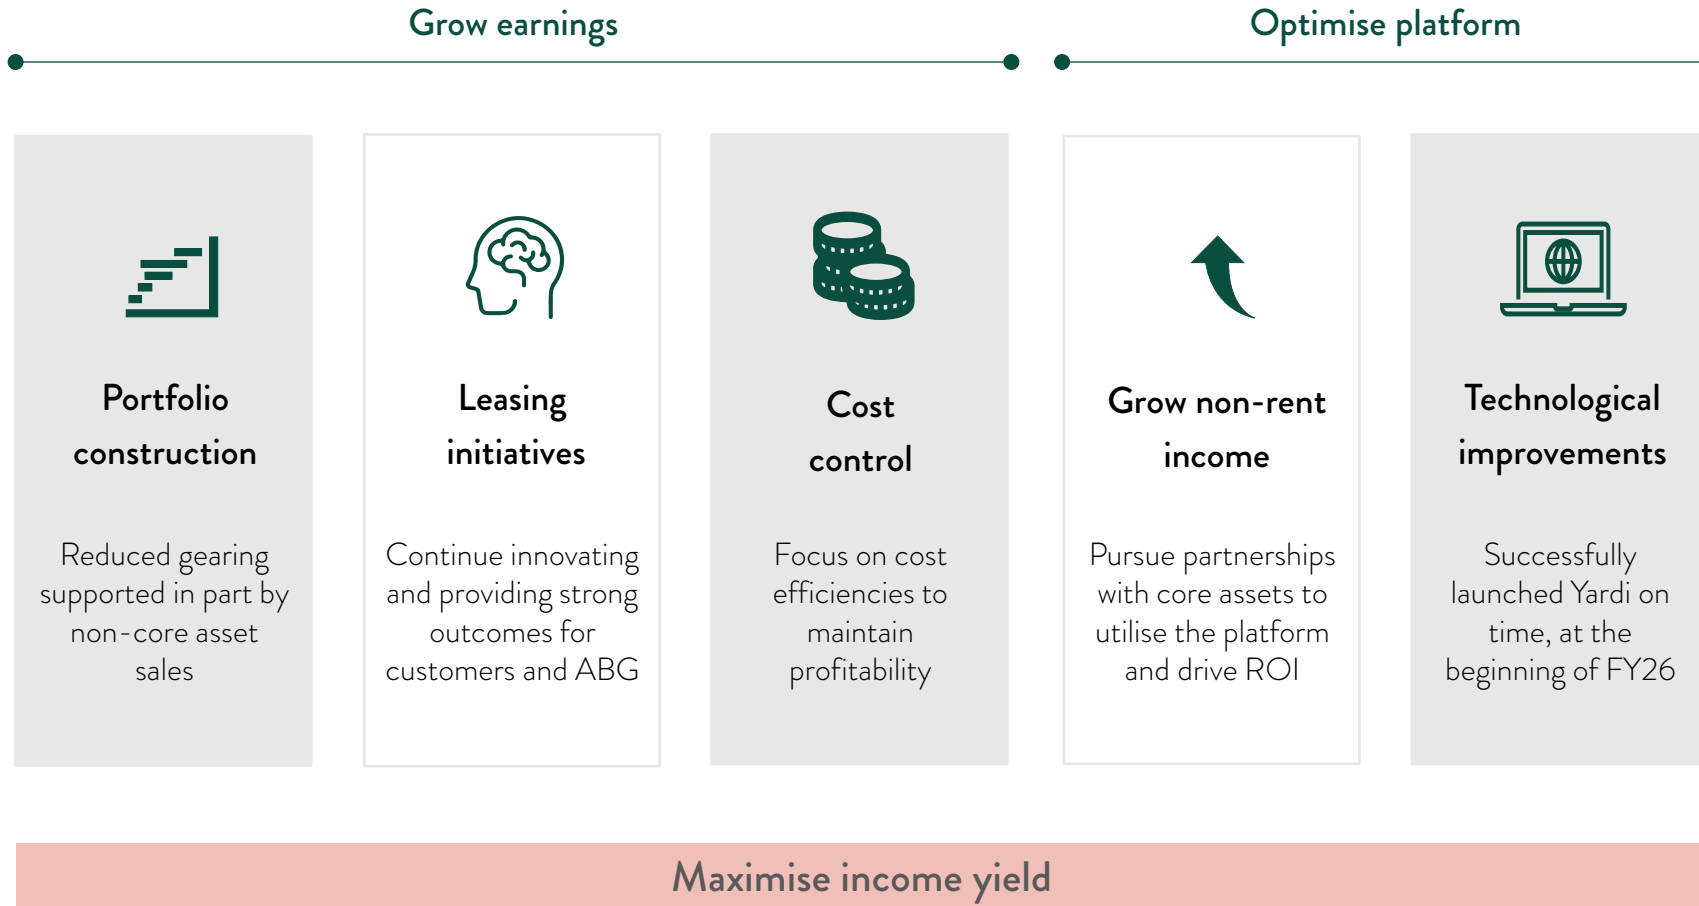 Grow earnings
Optimise platform
Portfolio
construction
Reduced gearing
supported in part by
non-core asset
sales
Leasing
initiatives
Continue innovating
and providing strong
outcomes for
customers and ABG
Cost
control
Focus on cost
efficiencies to
maintain
profitability
Grow non-rent
income
Pursue partnerships
with core assets to
utilise the platform
and drive ROI
Technological
improvements
Successfully
launched Yardi on
time, at the
beginning of FY26
Maximise income yield